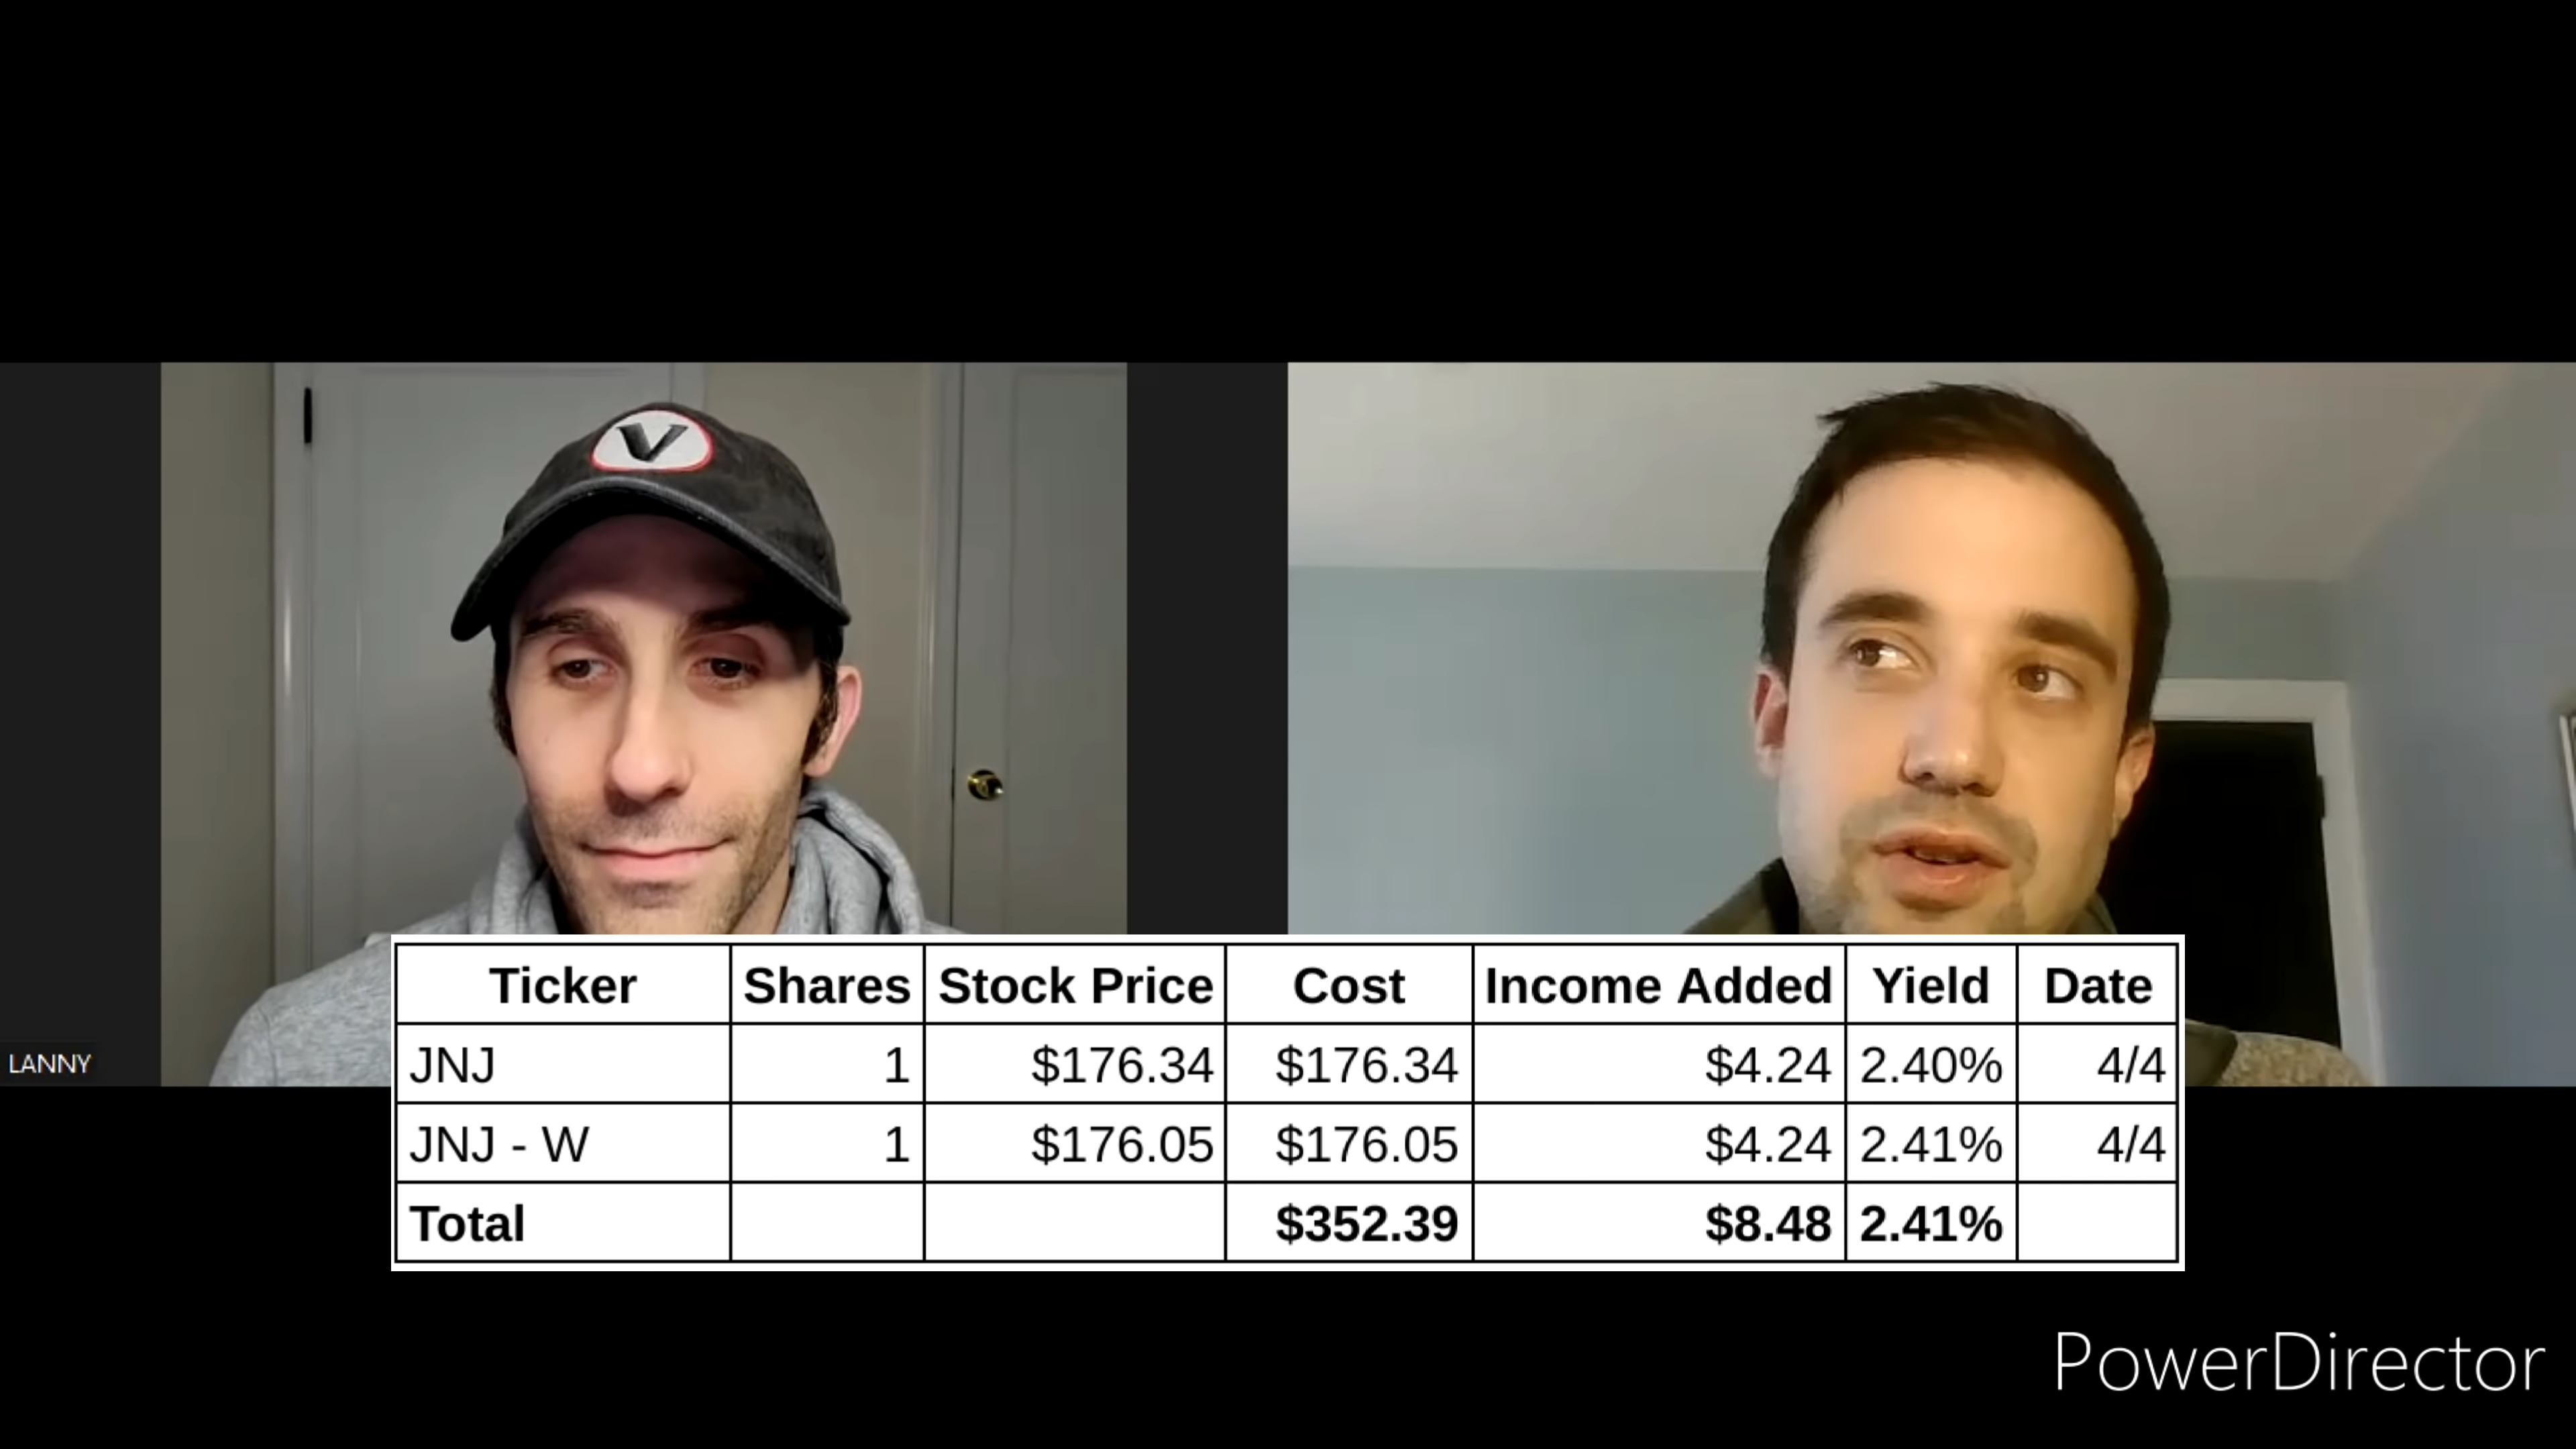 V
LANNY
Ticker Shares Stock Price Cost Income Added Yield Date
JNJ 1 $176.34 $176.34 $4.24 2.40% 4/4
JNJ - W 1 $176.05 $176.05 $4.24 2.41% 4/4
Total $352.39 $8.48 2.41%
PowerDirector